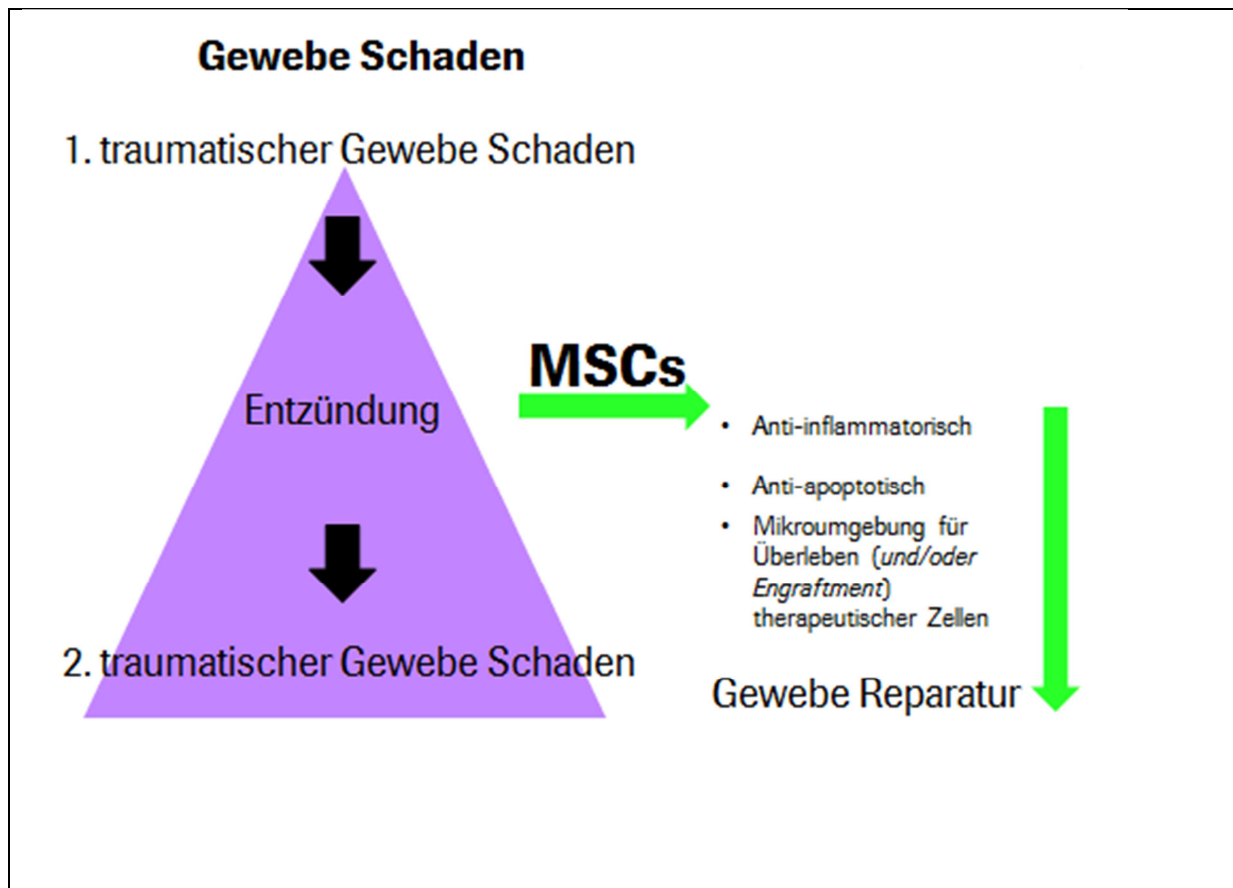 Gewebe Schaden
1. traumatischer Gewebe Schaden
MSCs
Entzündung
• Anti-inflammatorisch
• Anti-apoptotisch
• Mikroumgebung für
Überleben (und/oder
Engraftment)
therapeutischer Zellen
2. traumatischer Gewebe Schaden
Gewebe Reparatur